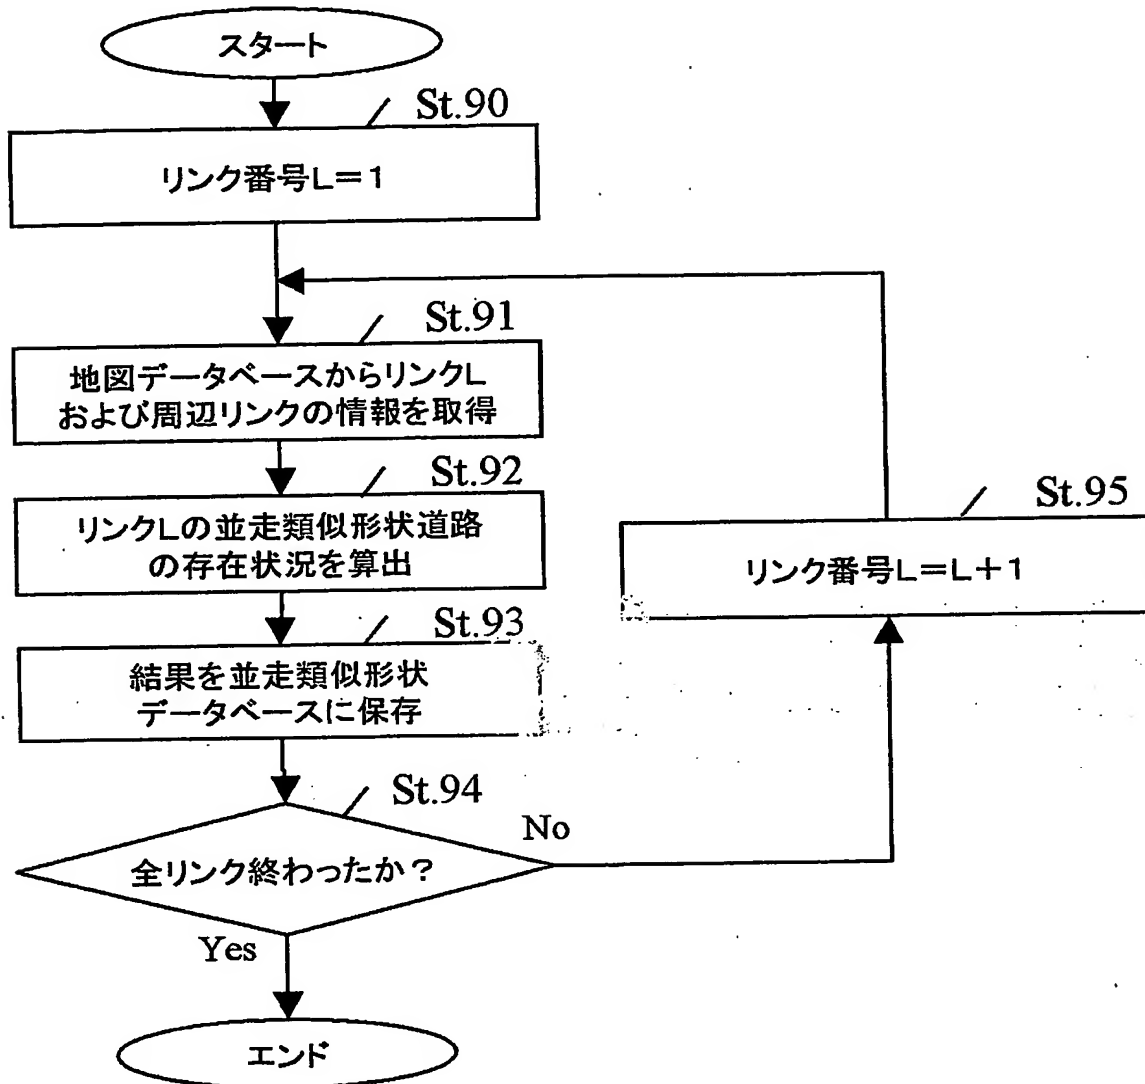 スタート
St.90
リンク番号L=1
St.91
地図データベースからリンクL
および周辺リンクの情報を取得
St.92
リンクLの並走類似形状道路
の存在状況を算出
St.93
結果を並走類似形状
データベースに保存
St.94
全リンク終わったか?
No
Yes
St.95
リンク番号L=L+1
エンド